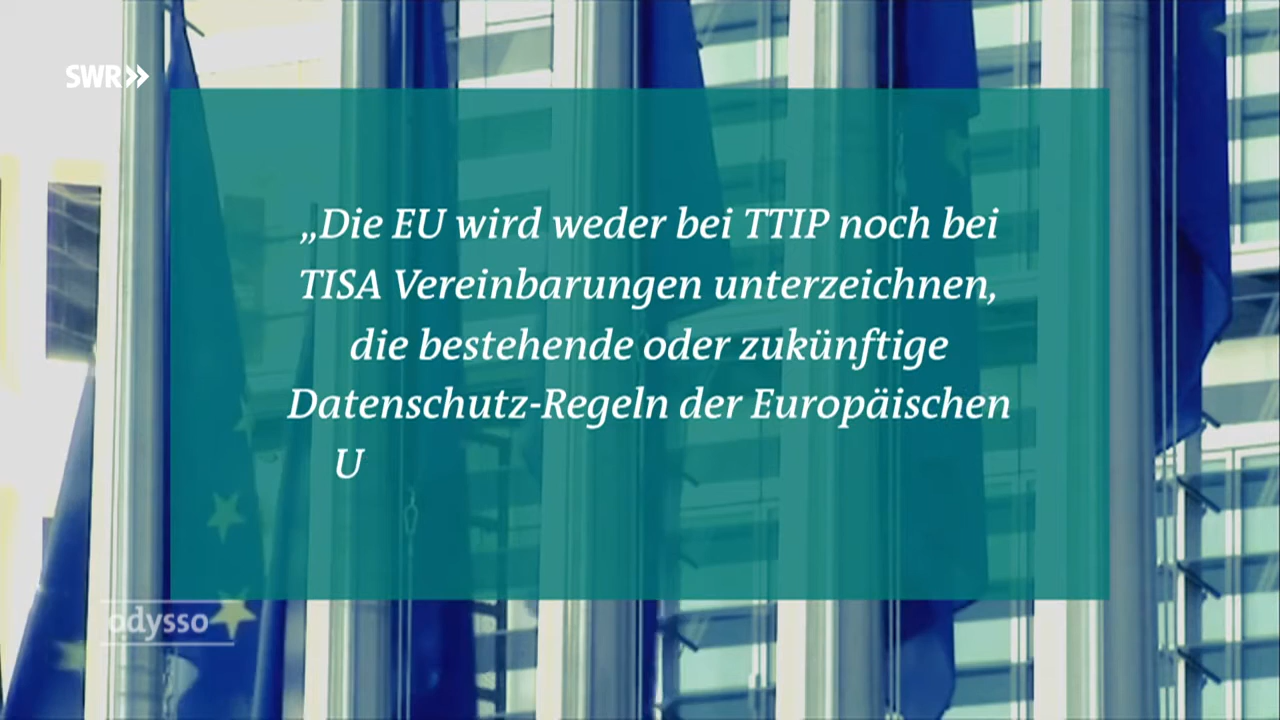 SWR»
„Die EU wird weder bei TTIP noch bei
TISA Vereinbarungen unterzeichnen,
die bestehende oder zukünftige
Datenschutz-Regeln der Europäischen
U
odysso